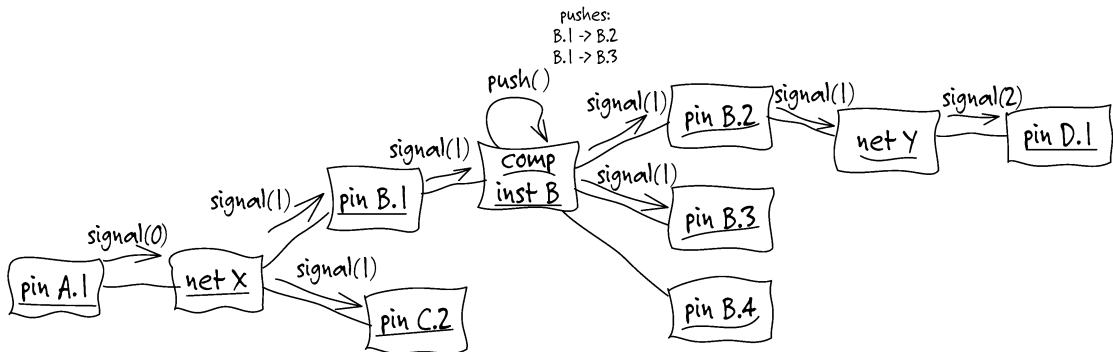 pushes:
B.1 -> B.2
B.1 -> B.3
push()
signal(1)
pin B.2
signal(1)
signal(2)
net Y
pin D.1
signal(1)
comp
inst B
signal(1)
pin B.3
signal(1)
pin B.1
signal(0)
pin A.1
net X
signal(1)
pin C.2
pin B.4